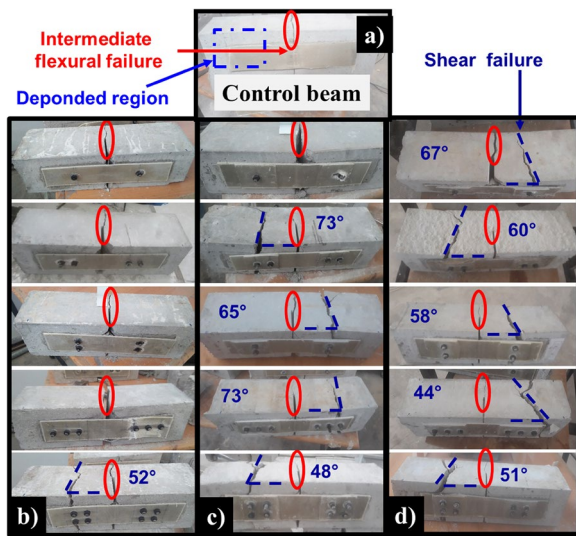 Intermediate
flexural failure
Deponded region
a)
Control beam
Shear failure
67°
73°
60°
65°
58°
73°
44°
52°
48°
51°
b)
c)
d)